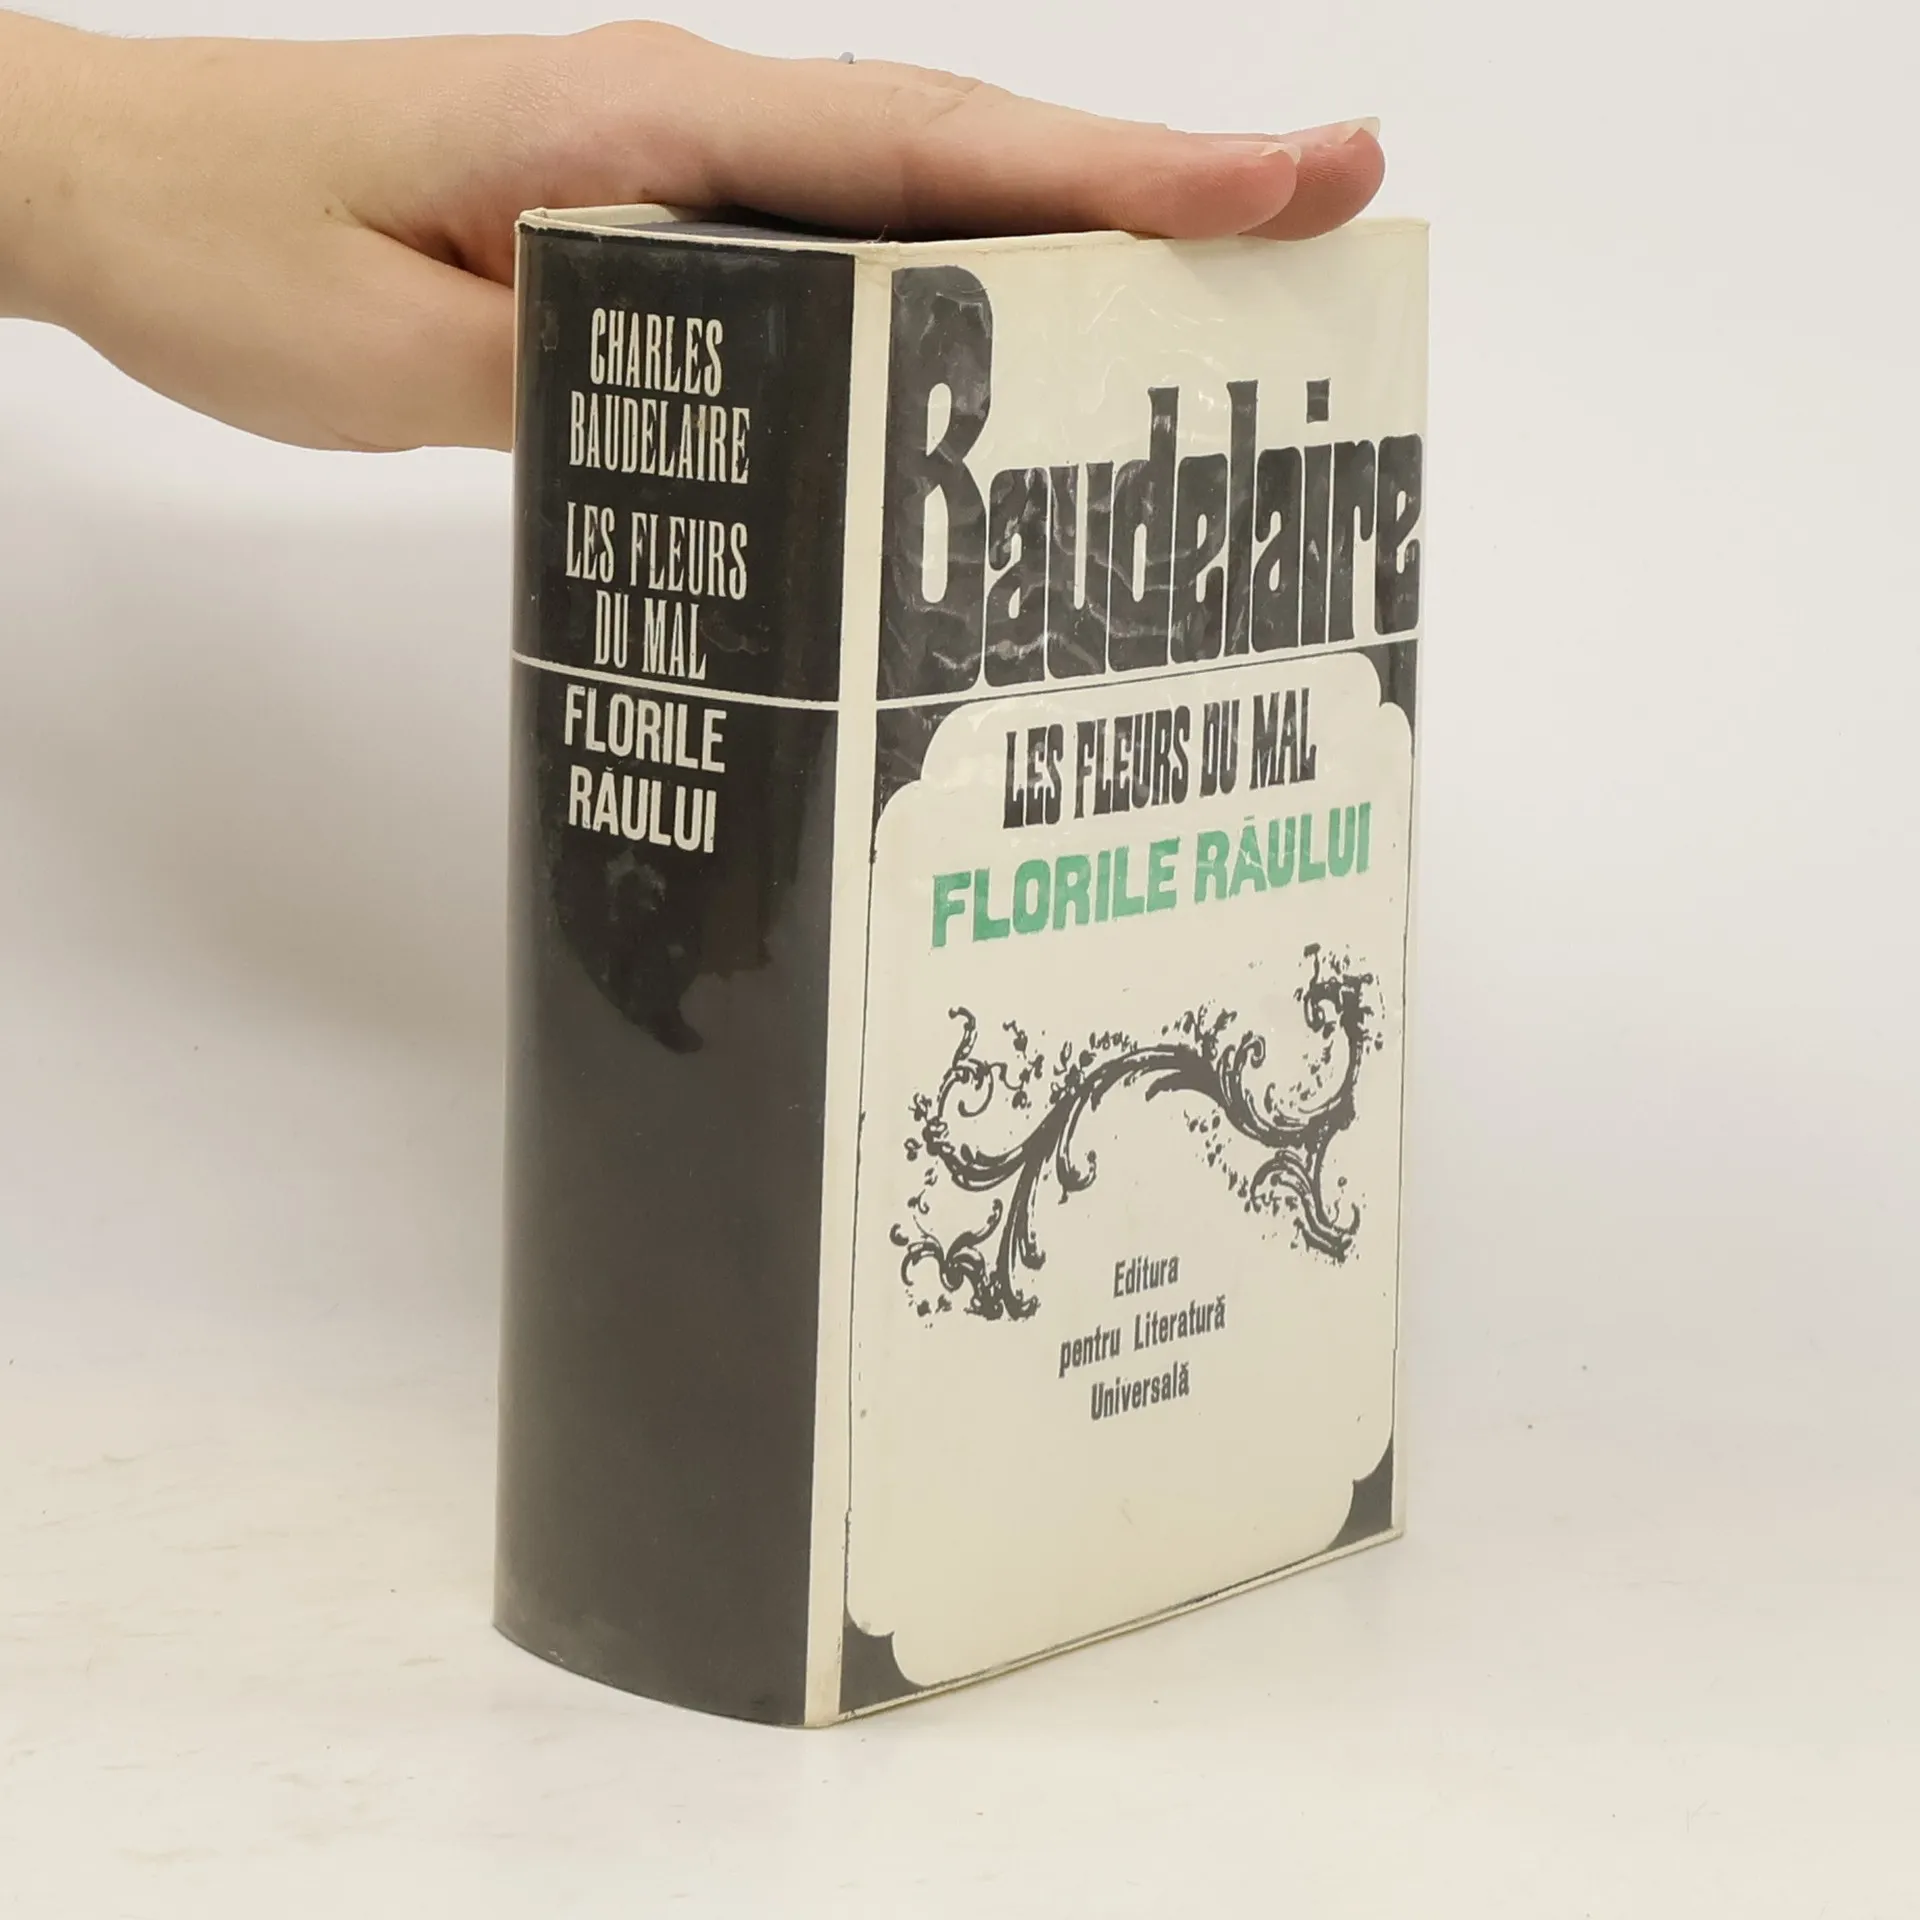 CHARLES
BAUDELAIRE
LES FLEURS
DU MAL
FLORILE
RĂULUI
Baudelaire
LES FLEURS DU MAL
FLORILE RĂULUI
Editura
pentru Literatură
Universală